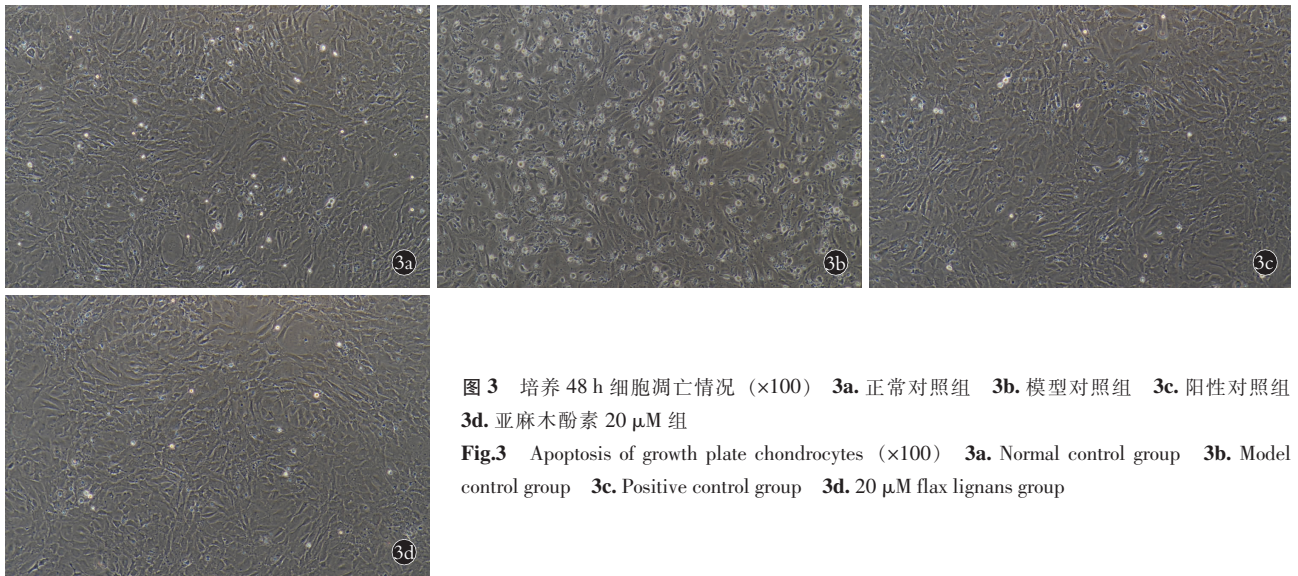 3a
3b
3c
3d
图 3 培养 48 h 细胞凋亡情况（×100） 3a. 正常对照组 3b. 模型对照组 3c. 阳性对照组
3d. 亚麻木酚素 20 μM 组
Fig.3 Apoptosis of growth plate chondrocytes（×100） 3a. Normal control group 3b. Model
control group 3c. Positive control group 3d. 20 μM flax lignans group